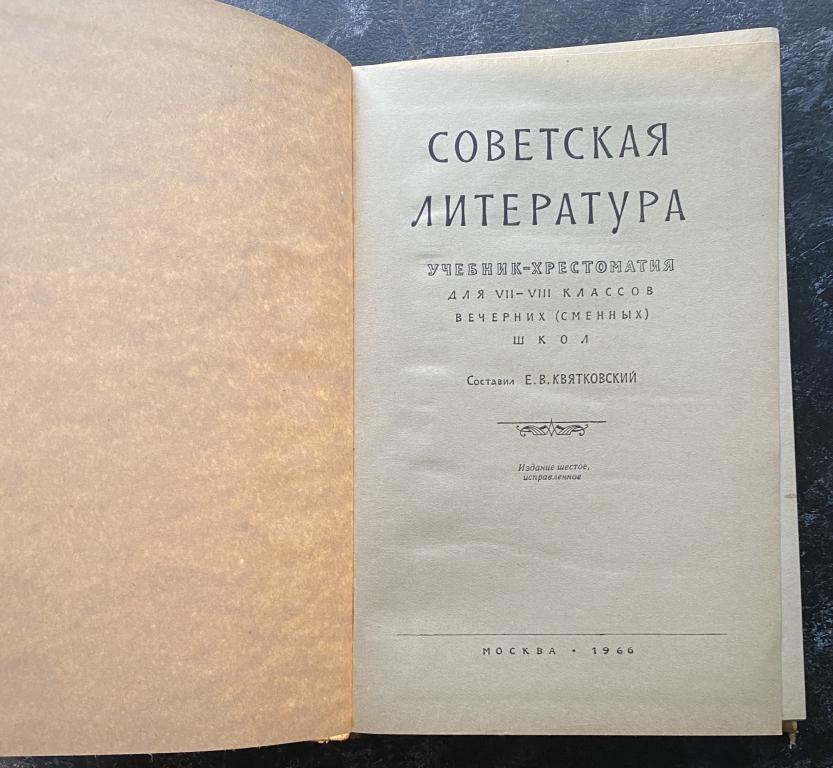 СОВЕТСКАЯ
ЛИТЕРАТУРА
УЧЕБНИК-ХРЕСТОМАТИЯ
ДЛЯ VII–VIII КЛАССОВ
ВЕЧЕРНИХ (СМЕННЫХ)
ШКОЛ
Составил Е. В. КВЯТКОВСКИЙ
Издание шестое,
исправленное
МОСКВА • 1966